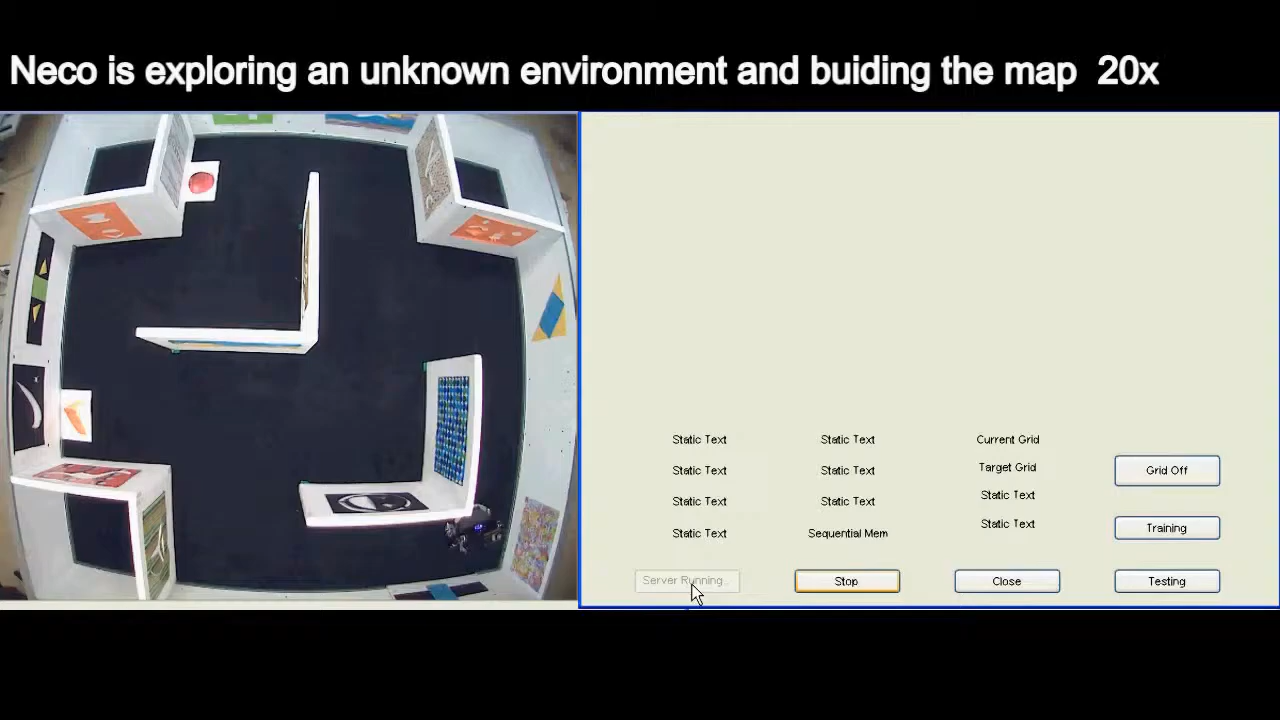 Neco is exploring an unknown environment and buiding the map 20x
Static Text Static Text Current Grid
Static Text Static Text Target Grid Grid Off
Static Text Static Text Static Text
Static Text Sequential Mem Static Text Training
Server Running... Stop Close Testing